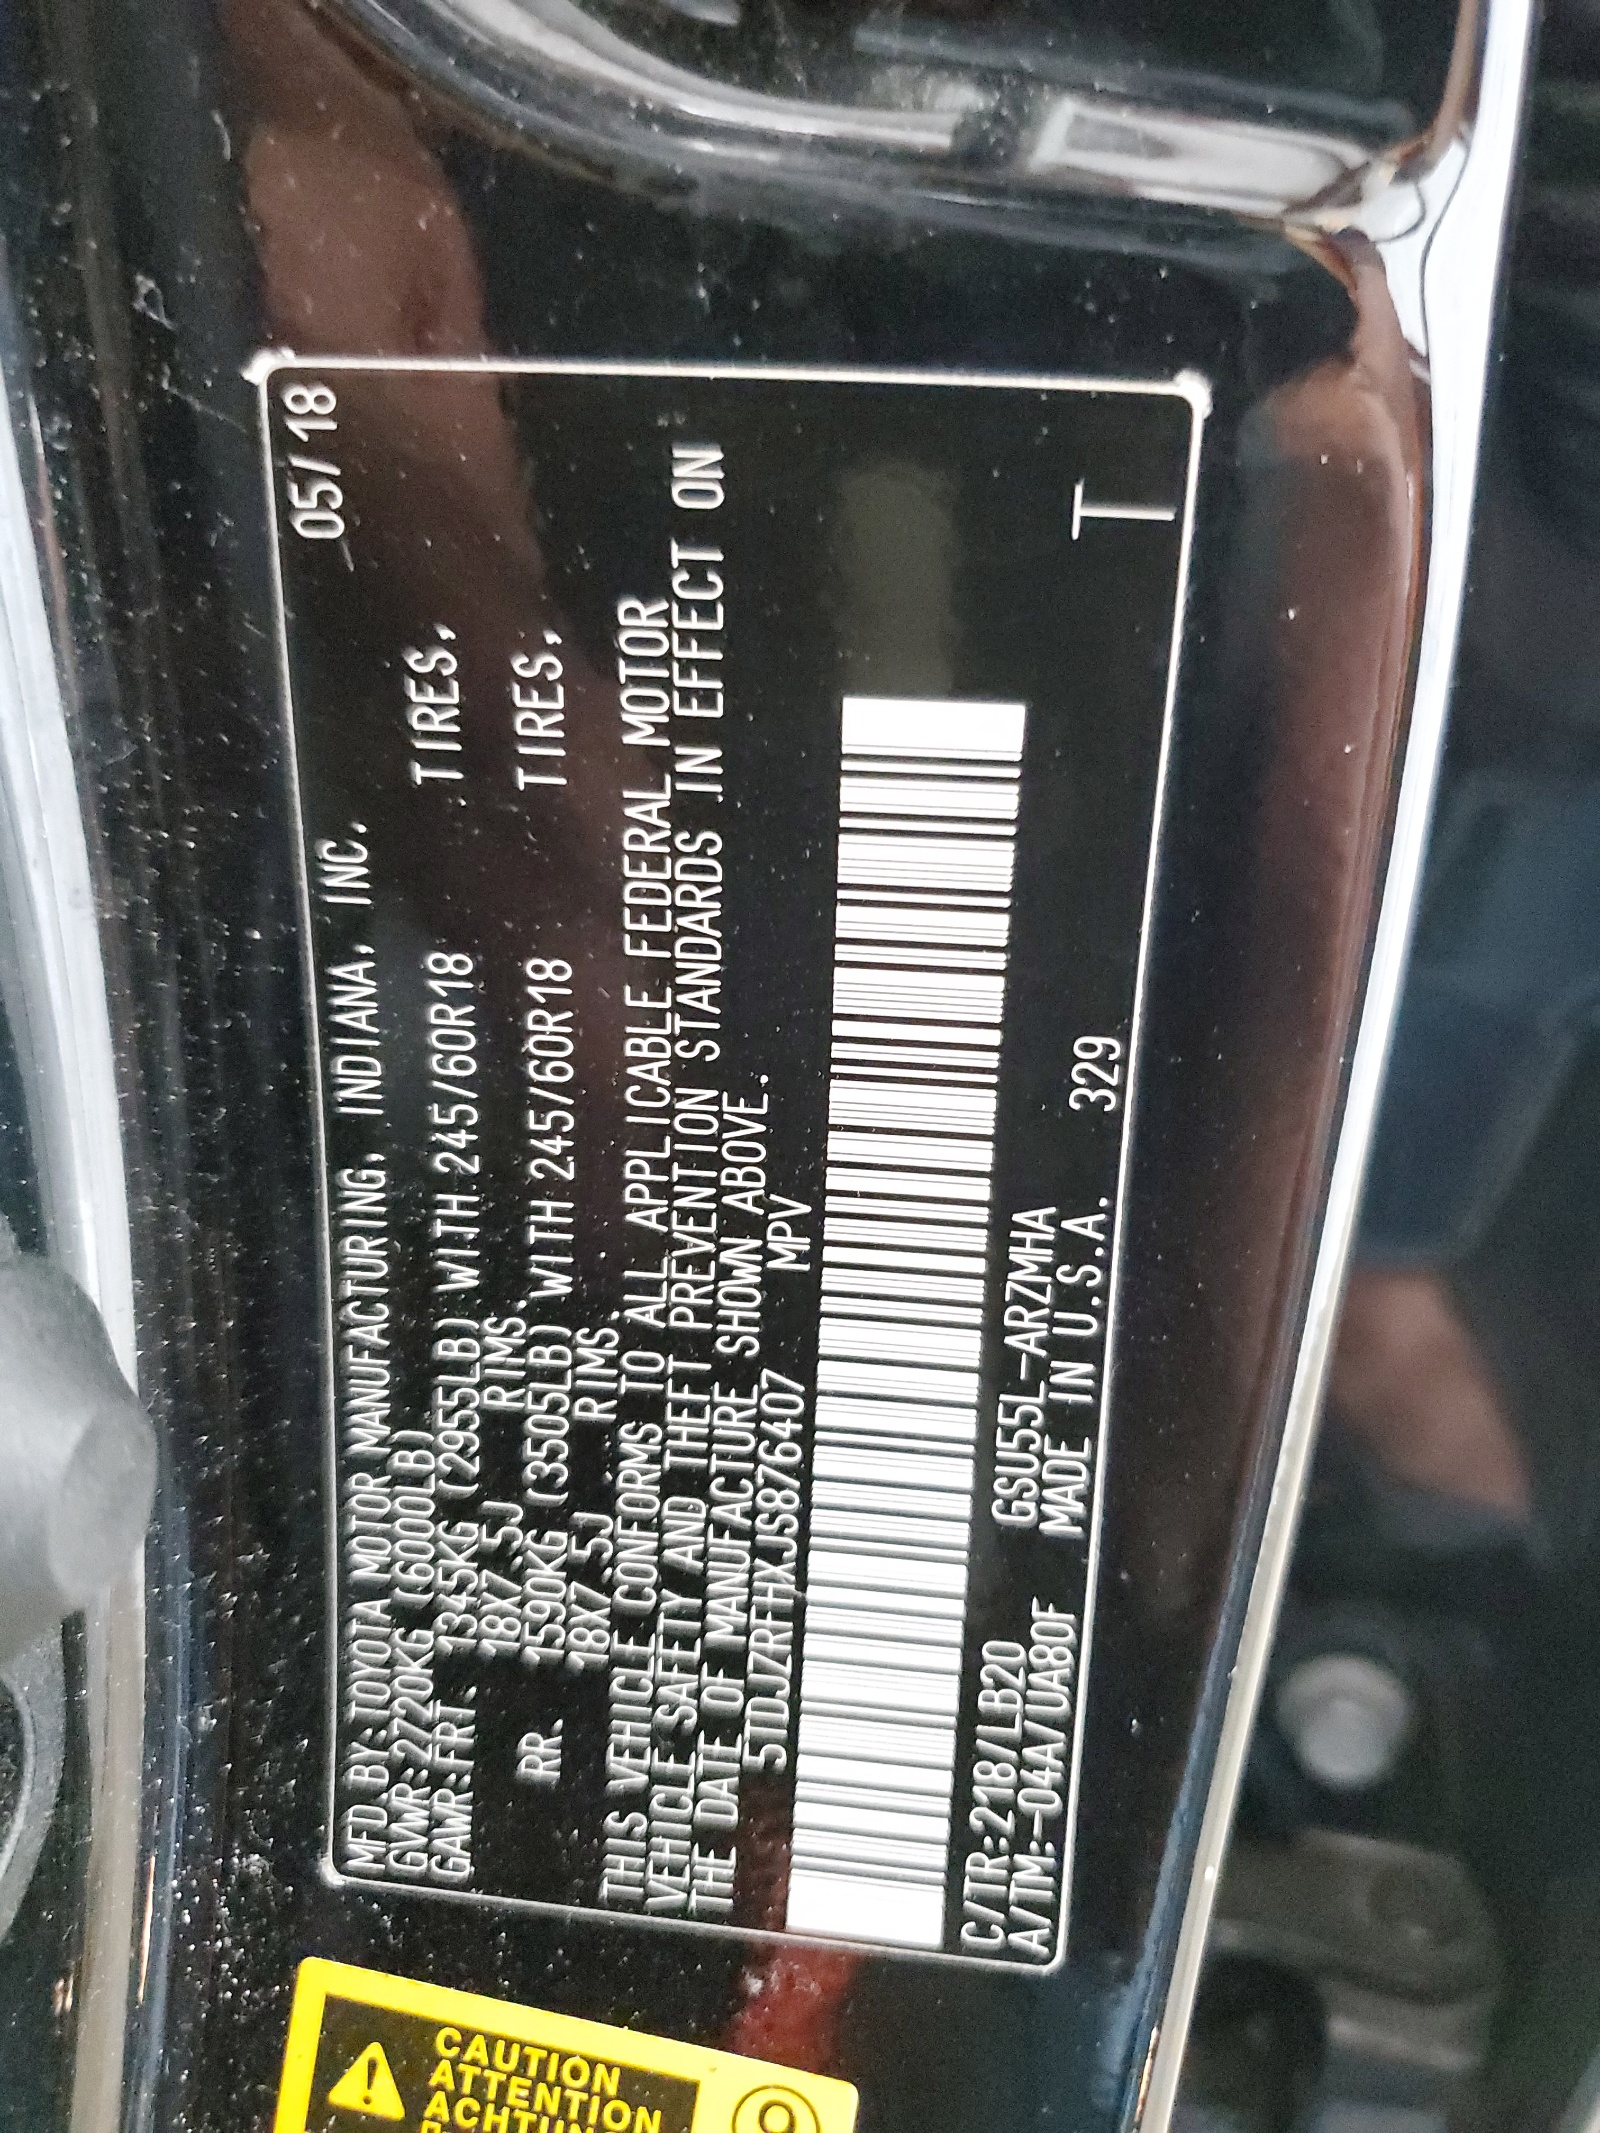 05/18
MFD.BY:TOYOTA MOTOR MANUFACTURING, INDIANA, INC.
GVWR:2720KG (6000LB)
GAWR:FRT. 1345KG (2955LB) WITH 245/60R18 TIRES,
18X7.5J RIMS,
RR. 1590KG (3505LB) WITH 245/60R18 TIRES,
18X7.5J RIMS,
THIS VEHICLE CONFORMS TO ALL APPLICABLE FEDERAL MOTOR
VEHICLE SAFETY AND THEFT PREVENTION STANDARDS IN EFFECT ON
THE DATE OF MANUFACTURE SHOWN ABOVE.
5TDJZRFHXJS876407 MPV
C/TR:218/LB20 GSU55L-ARZMHA
A/TM:-04A/UA80F MADE IN U.S.A. 329
T
CAUTION
ATTENTION